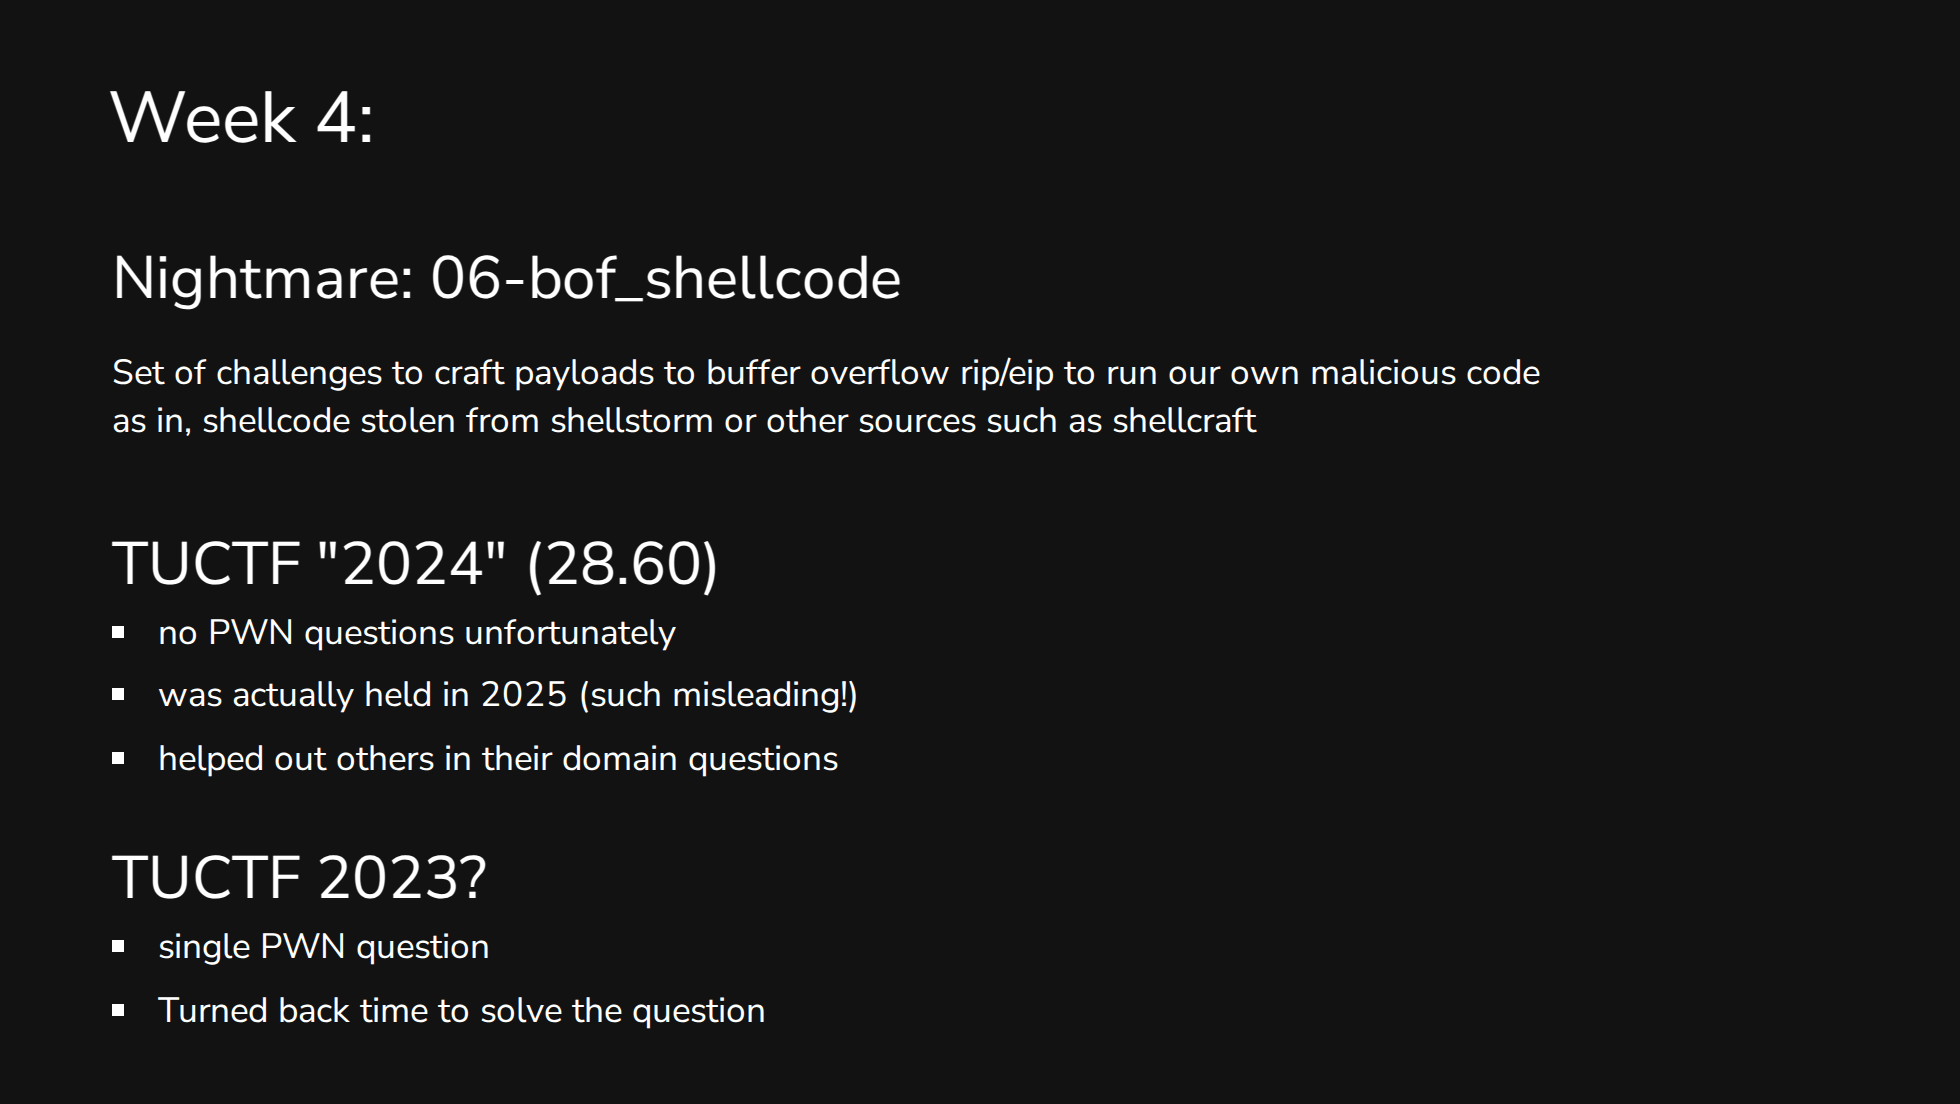 Week 4:
Nightmare: 06-bof_shellcode
Set of challenges to craft payloads to buffer overflow rip/eip to run our own malicious code
as in, shellcode stolen from shellstorm or other sources such as shellcraft
TUCTF "2024" (28.60)
▪ no PWN questions unfortunately
▪ was actually held in 2025 (such misleading!)
▪ helped out others in their domain questions
TUCTF 2023?
▪ single PWN question
▪ Turned back time to solve the question